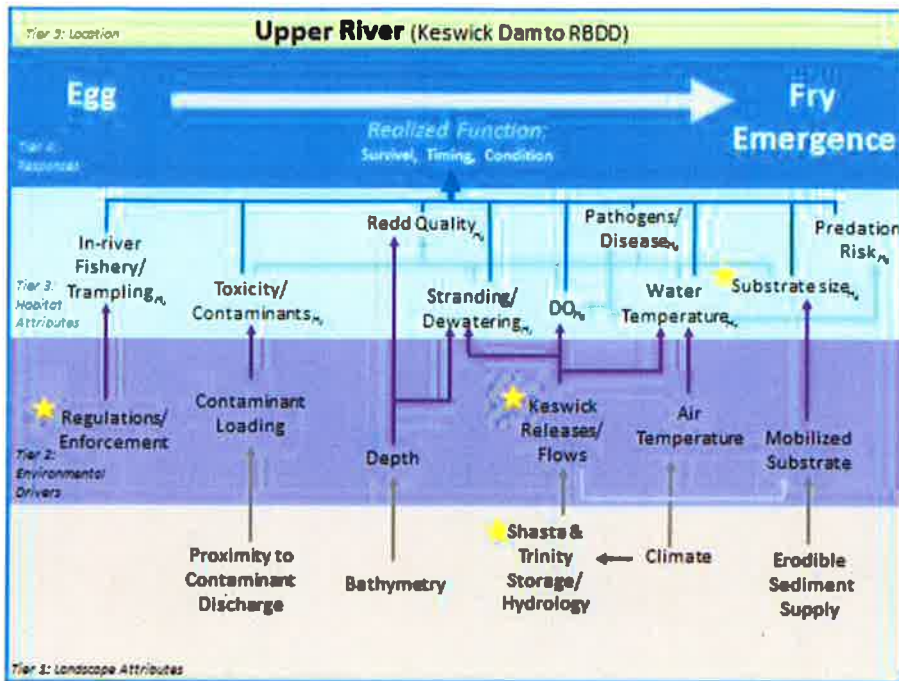 Tier 5: Location
Upper River (Keswick Dam to RBDD)
Egg
Fry
Emergence
Realized Function:
Survival, Timing, Condition
Tier 4:
Responses
In-river
Fishery/
Trampling
Toxicity/
Contaminants
Redd Quality
Stranding/
Dewatering
DO
Pathogens/
Disease
Water
Temperature
Substrate size
Predation
Risk
Tier 3:
Habitat
Attributes
Regulations/
Enforcement
Contaminant
Loading
Depth
Keswick
Releases/
Flows
Air
Temperature
Mobilized
Substrate
Tier 2:
Environmental
Drivers
Proximity to
Contaminant
Discharge
Bathymetry
Shasta &
Trinity
Storage/
Hydrology
Climate
Erodible
Sediment
Supply
Tier 1: Landscape Attributes